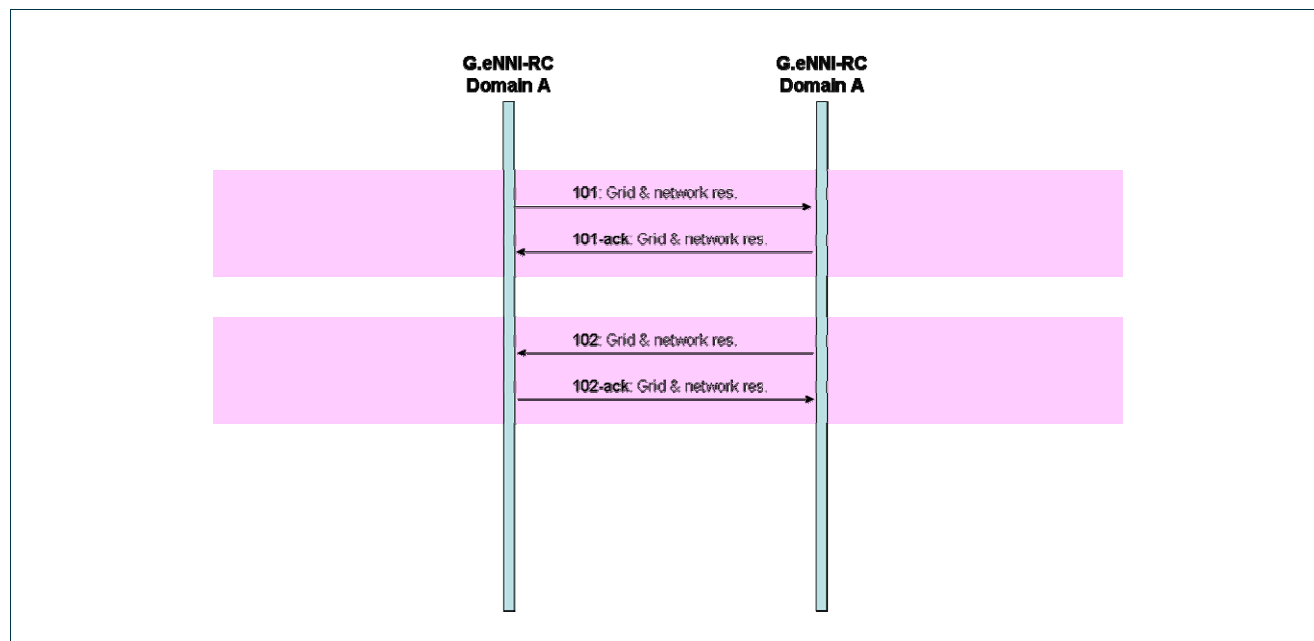 G.eNNI-RC
Domain A
G.eNNI-RC
Domain A
101: Grid & network res.
101-ack: Grid & network res.
102: Grid & network res.
102-ack: Grid & network res.